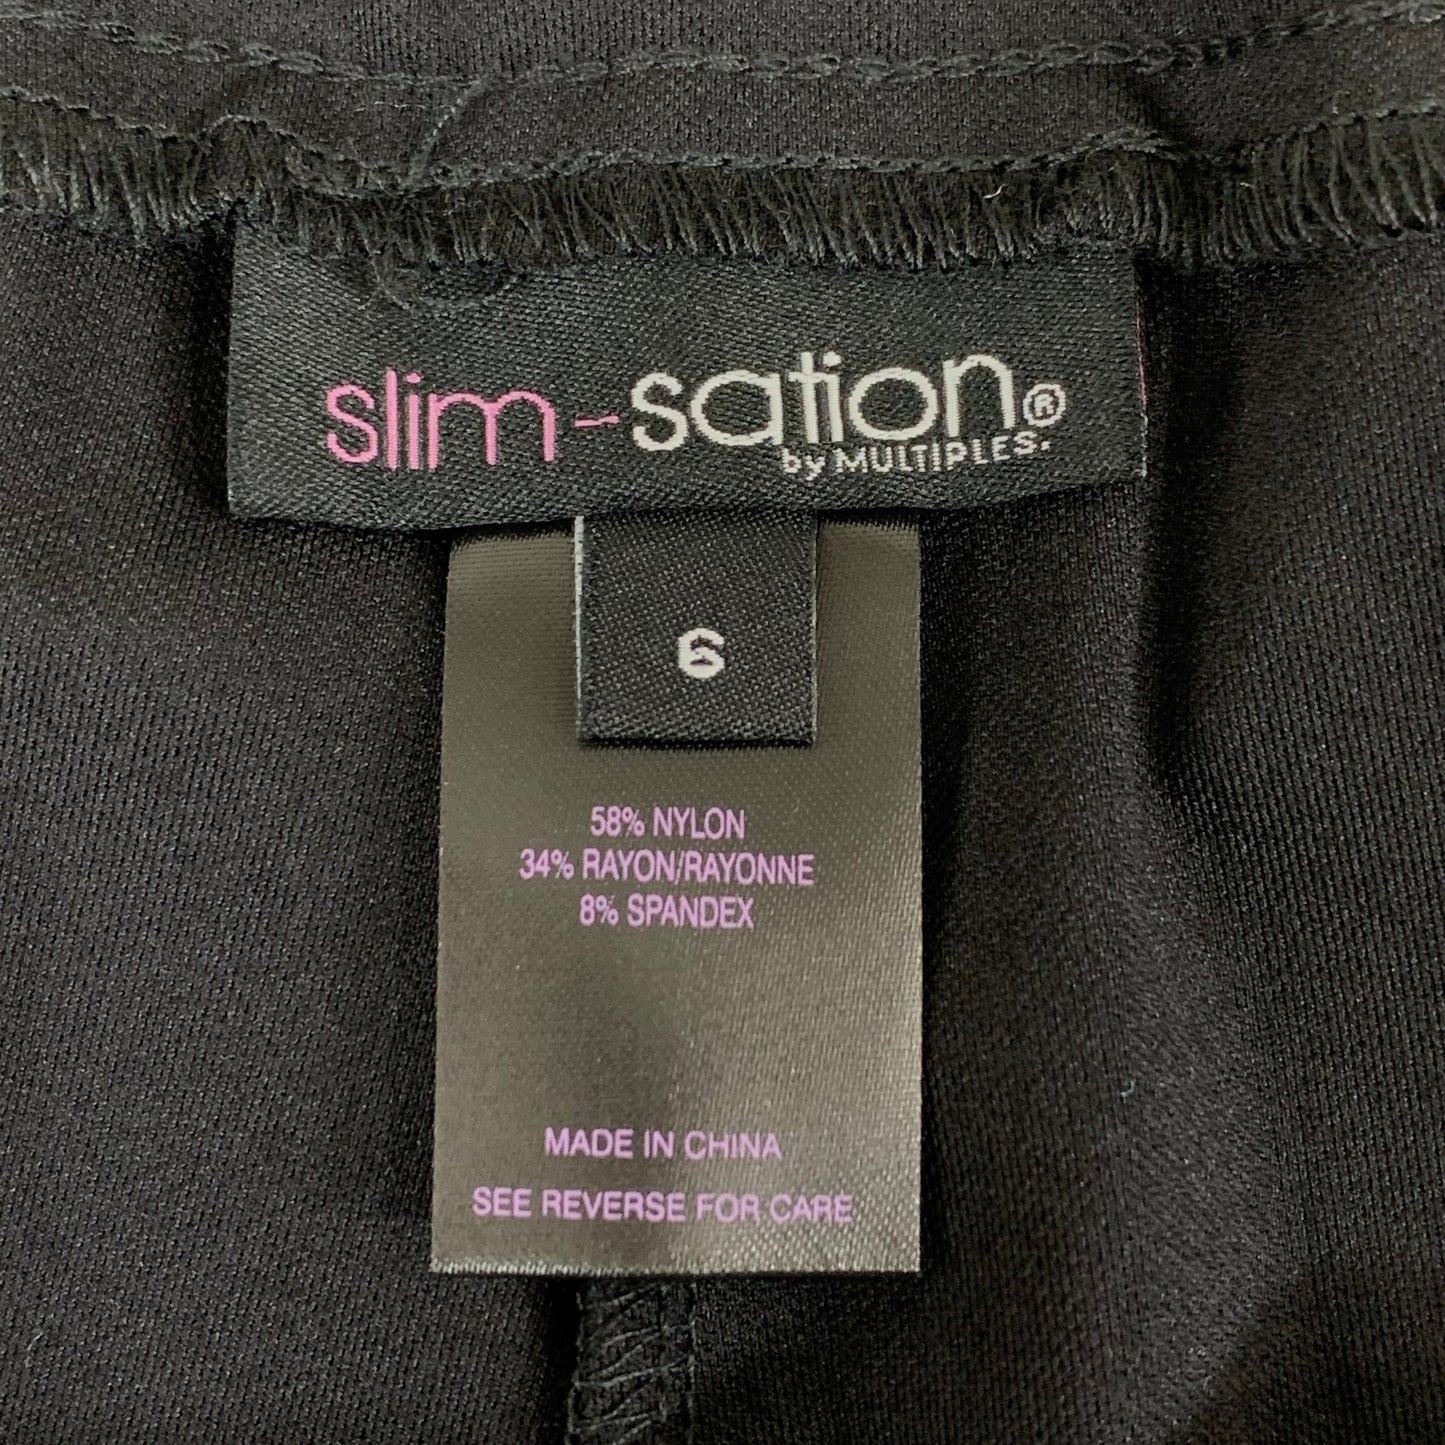 slim-sation®
by MULTIPLES.
6
58% NYLON
34% RAYON/RAYONNE
8% SPANDEX
MADE IN CHINA
SEE REVERSE FOR CARE